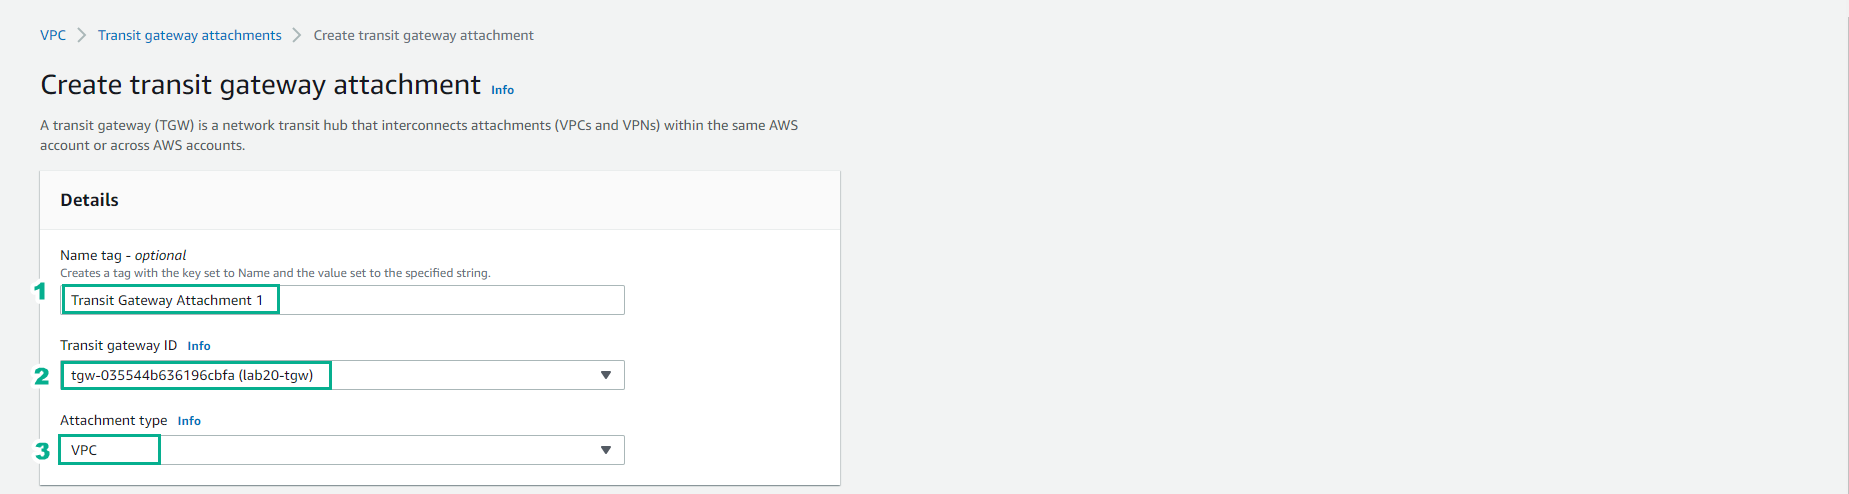 VPC > Transit gateway attachments > Create transit gateway attachment
Create transit gateway attachment Info
A transit gateway (TGW) is a network transit hub that interconnects attachments (VPCs and VPNs) within the same AWS
account or across AWS accounts.
Details
Name tag - optional
Creates a tag with the key set to Name and the value set to the specified string.
1 Transit Gateway Attachment 1
Transit gateway ID Info
2 tgw-035544b636196cbfa (lab20-tgw)
Attachment type Info
3 VPC